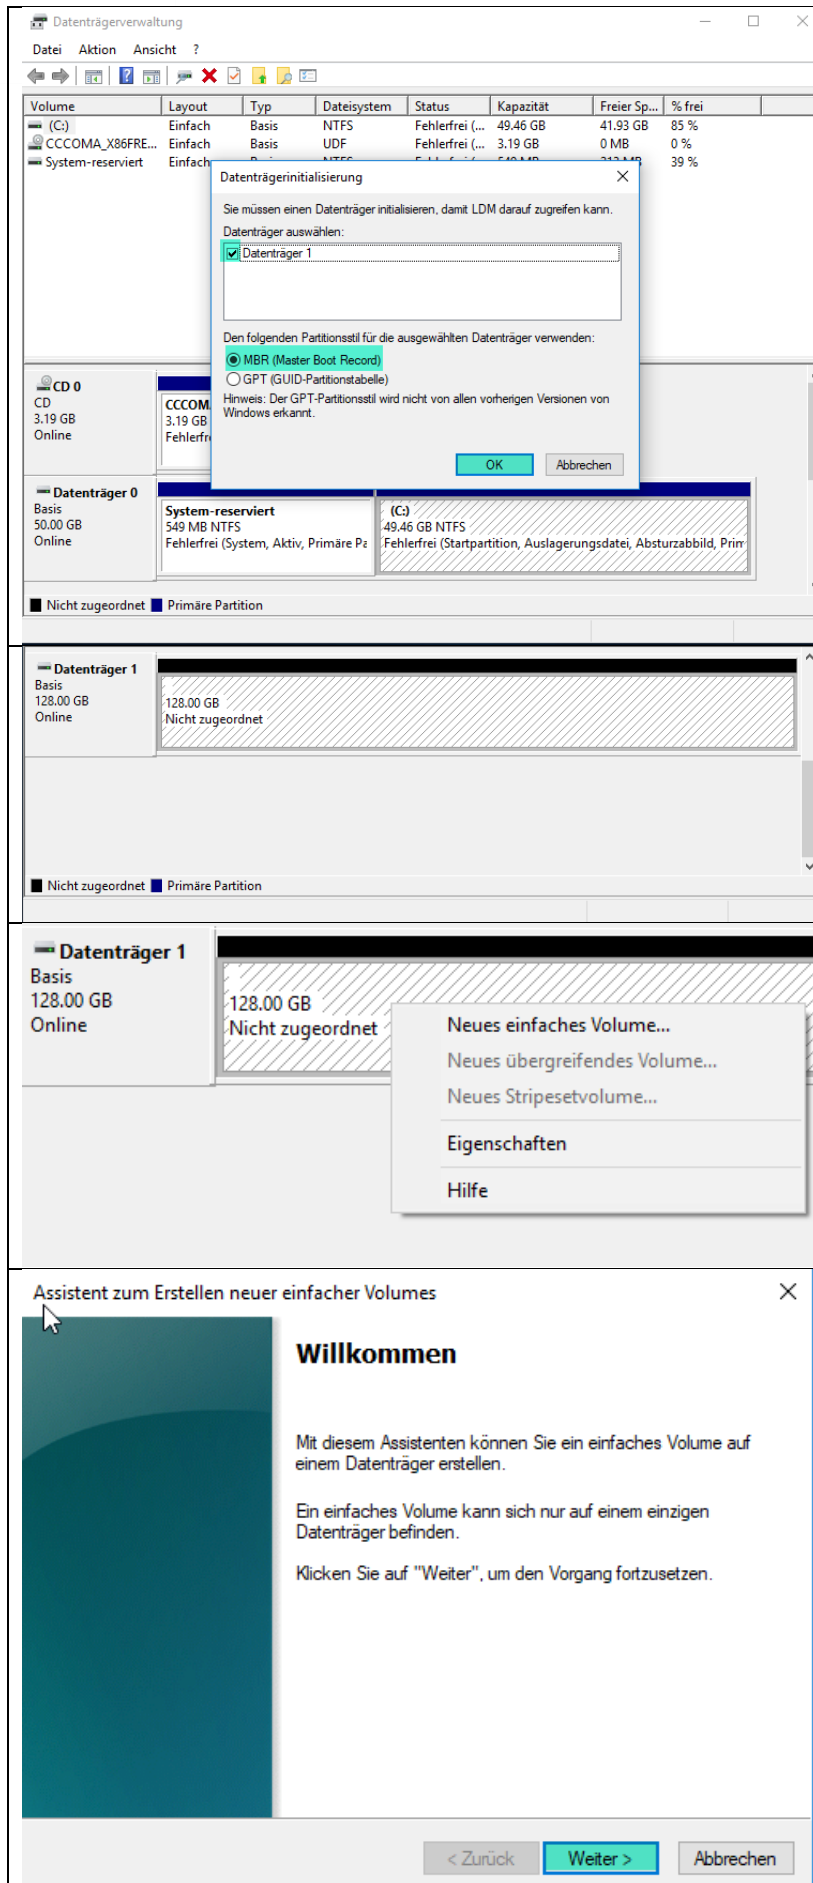 Datenträgerverwaltung
Datei Aktion Ansicht ?
Volume Layout Typ Dateisystem Status Kapazität Freier Sp... % frei
(C:) Einfach Basis NTFS Fehlerfrei (... 49.46 GB 41.93 GB 85 %
CCCOMA_X86FRE... Einfach Basis UDF Fehlerfrei (... 3.19 GB 0 MB 0 %
System-reserviert Einfach 39 %
Datenträgerinitialisierung
Sie müssen einen Datenträger initialisieren, damit LDM darauf zugreifen kann.
Datenträger auswählen:
Datenträger 1
Den folgenden Partitionsstil für die ausgewählten Datenträger verwenden:
MBR (Master Boot Record)
GPT (GUID-Partitionstabelle)
Hinweis: Der GPT-Partitionsstil wird nicht von allen vorherigen Versionen von
Windows erkannt.
OK Abbrechen
CD 0
CD
3.19 GB
Online
CCCOM
3.19 GB
Fehlerfr
Datenträger 0
Basis
50.00 GB
Online
System-reserviert
549 MB NTFS
Fehlerfrei (System, Aktiv, Primäre Pa
(C:)
49.46 GB NTFS
Fehlerfrei (Startpartition, Auslagerungsdatei, Absturzabbild, Prim
Nicht zugeordnet Primäre Partition
Datenträger 1
Basis
128.00 GB
Online
128.00 GB
Nicht zugeordnet
Nicht zugeordnet Primäre Partition
Datenträger 1
Basis
128.00 GB
Online
128.00 GB
Nicht zugeordnet
Neues einfaches Volume...
Neues übergreifendes Volume...
Neues Stripesetvolume...
Eigenschaften
Hilfe
Assistent zum Erstellen neuer einfacher Volumes
Willkommen
Mit diesem Assistenten können Sie ein einfaches Volume auf
einem Datenträger erstellen.
Ein einfaches Volume kann sich nur auf einem einzigen
Datenträger befinden.
Klicken Sie auf "Weiter", um den Vorgang fortzusetzen.
< Zurück Weiter > Abbrechen